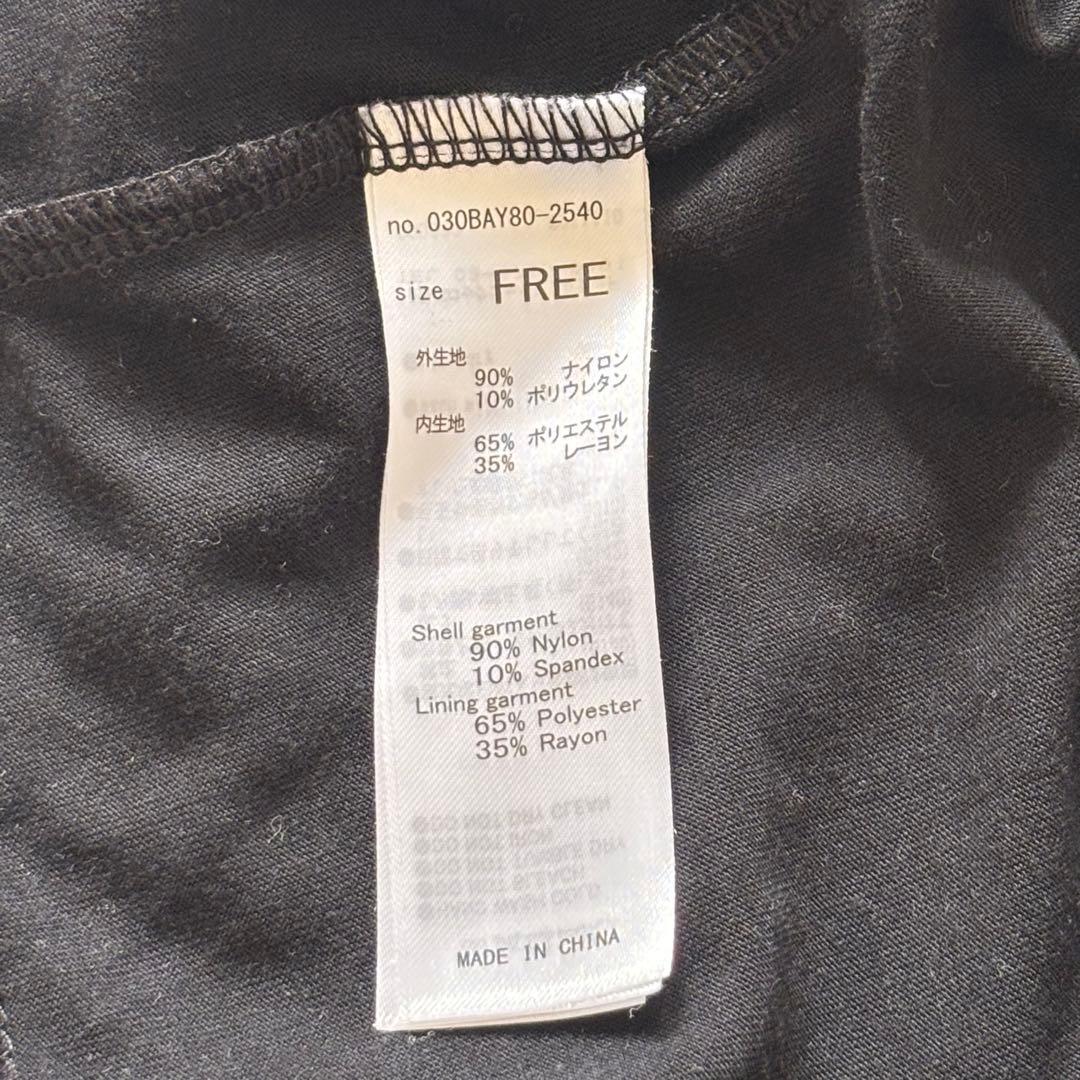 no. 030BAY80-2540
size FREE
外生地
90% ナイロン
10% ポリウレタン
内生地
65% ポリエステル
35% レーヨン
Shell garment
90% Nylon
10% Spandex
Lining garment
65% Polyester
35% Rayon
MADE IN CHINA